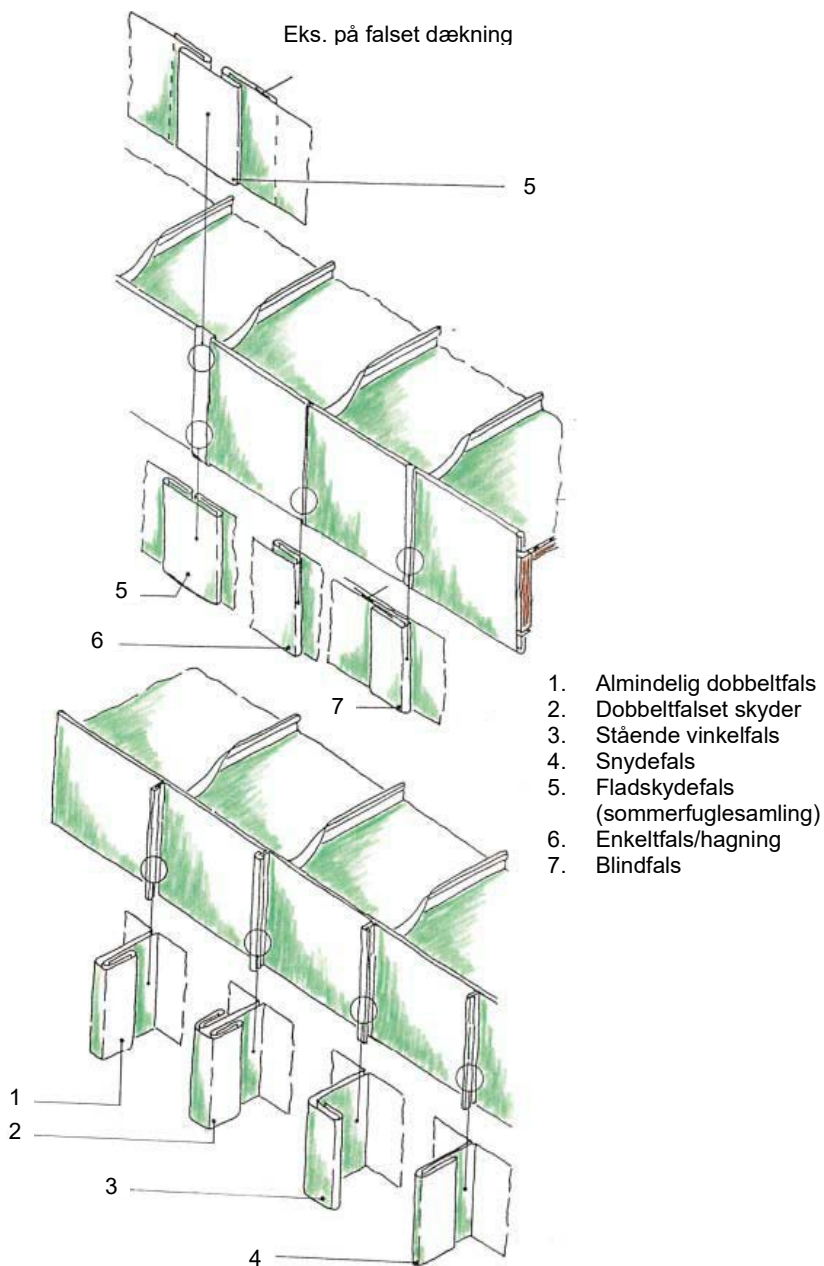 Eks. på falset dækning
5
5
6
7
1. Almindelig dobbeltfals
2. Dobbeltfalset skyder
3. Stående vinkelfals
4. Snydefals
5. Fladskydefals
(sommerfuglesamling)
6. Enkeltfals/hagning
7. Blindfals
1
2
3
4